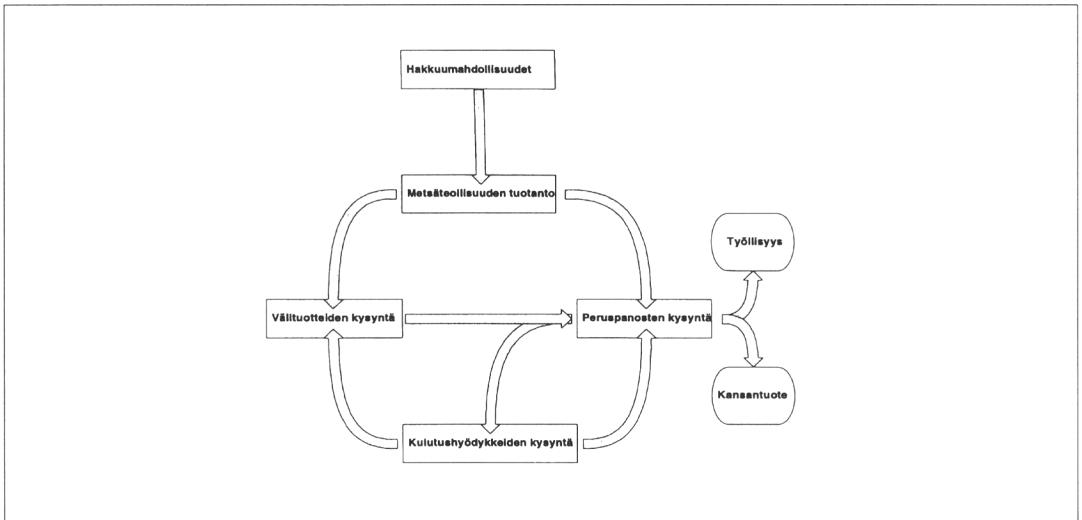 Hakkuumahdollisuudet
Metsäteollisuuden tuotanto
Työllisyys
Välituotteiden kysyntä
Peruspanosten kysyntä
Kansantuote
Kulutushyödykkeiden kysyntä